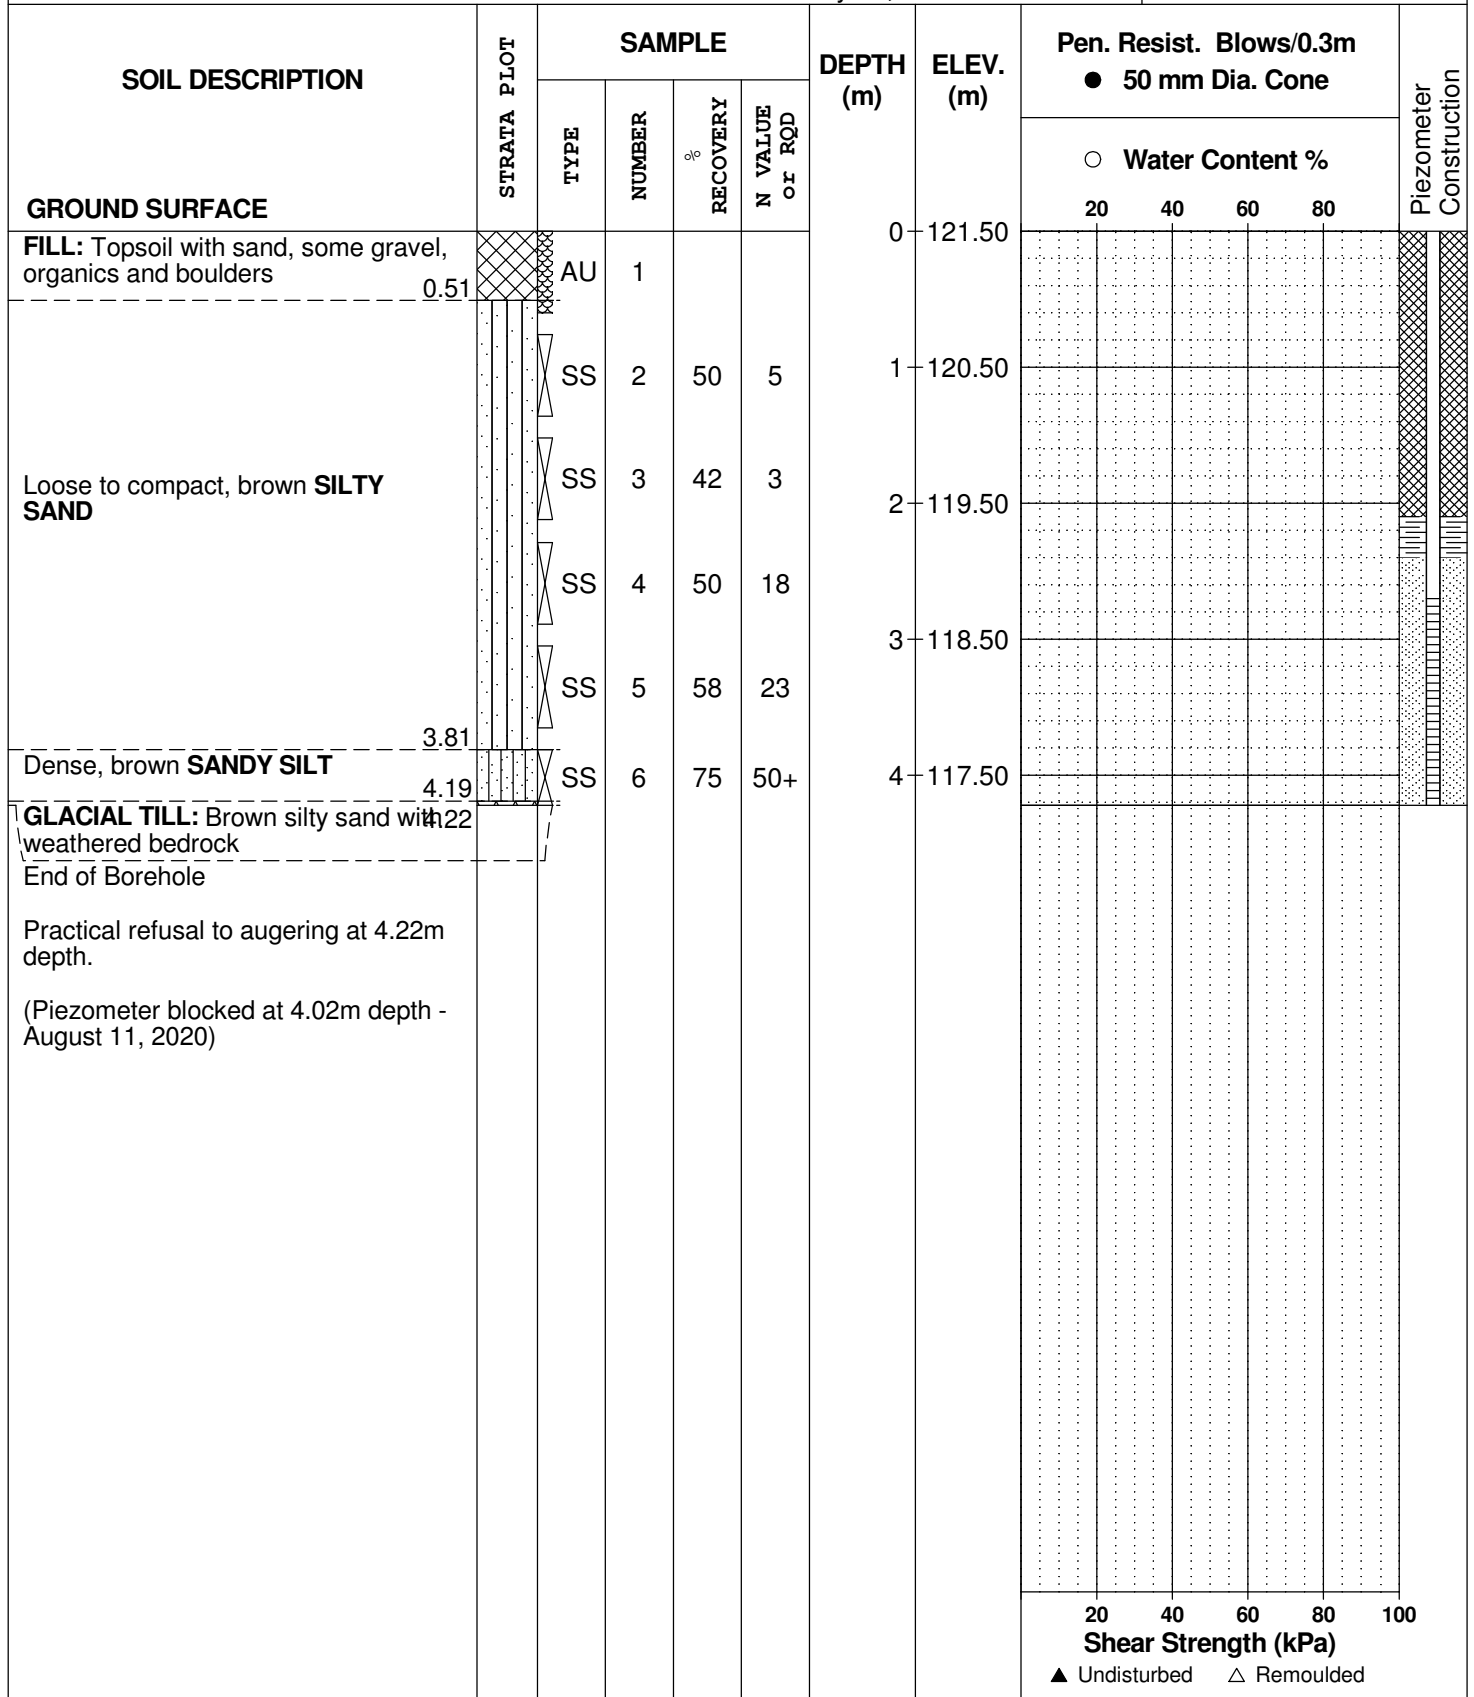 SOIL DESCRIPTION
GROUND SURFACE
STRATA PLOT
SAMPLE
TYPE
NUMBER
% RECOVERY
N VALUE
or RQD
DEPTH
(m)
ELEV.
(m)
Pen. Resist. Blows/0.3m
● 50 mm Dia. Cone
○ Water Content %
20 40 60 80
Piezometer
Construction
0 121.50
FILL: Topsoil with sand, some gravel,
organics and boulders
0.51
AU 1
SS 2 50 5
1 120.50
Loose to compact, brown SILTY
SAND
SS 3 42 3
2 119.50
SS 4 50 18
3 118.50
SS 5 58 23
3.81
Dense, brown SANDY SILT
4.19
SS 6 75 50+
4 117.50
GLACIAL TILL: Brown silty sand with
4.22
weathered bedrock
End of Borehole
Practical refusal to augering at 4.22m
depth.
(Piezometer blocked at 4.02m depth -
August 11, 2020)
20 40 60 80 100
Shear Strength (kPa)
▲ Undisturbed △ Remoulded